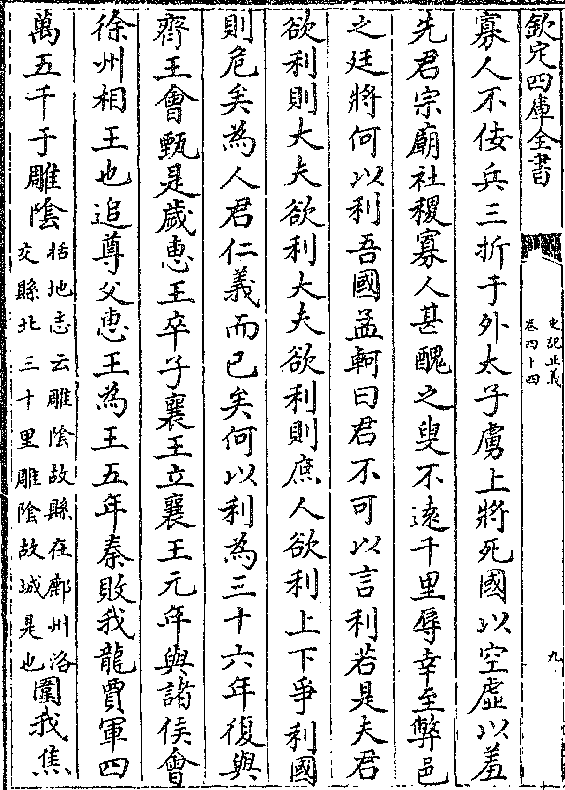 欽定四庫全書
史記正義
卷四十四
九
寡人不佞兵三折于外太子虜上將死國以空虛以羞
先君宗廟社稷寡人甚醜之叟不遠千里辱幸至弊邑
之廷將何以利吾國孟軻曰君不可以言利若是夫君
欲利則大夫欲利大夫欲利則庶人欲利上下爭利國
則危矣為人君仁義而已矣何以利為三十六年復與
齊王會甄是歲惠王卒子襄王立襄王元年與諸侯會
徐州相王也追尊父惠王為王五年秦敗我龍賈軍四
萬五千于雕陰括地志云雕陰故縣在鄜州洛交縣北三十里雕陰故城是也圍我焦